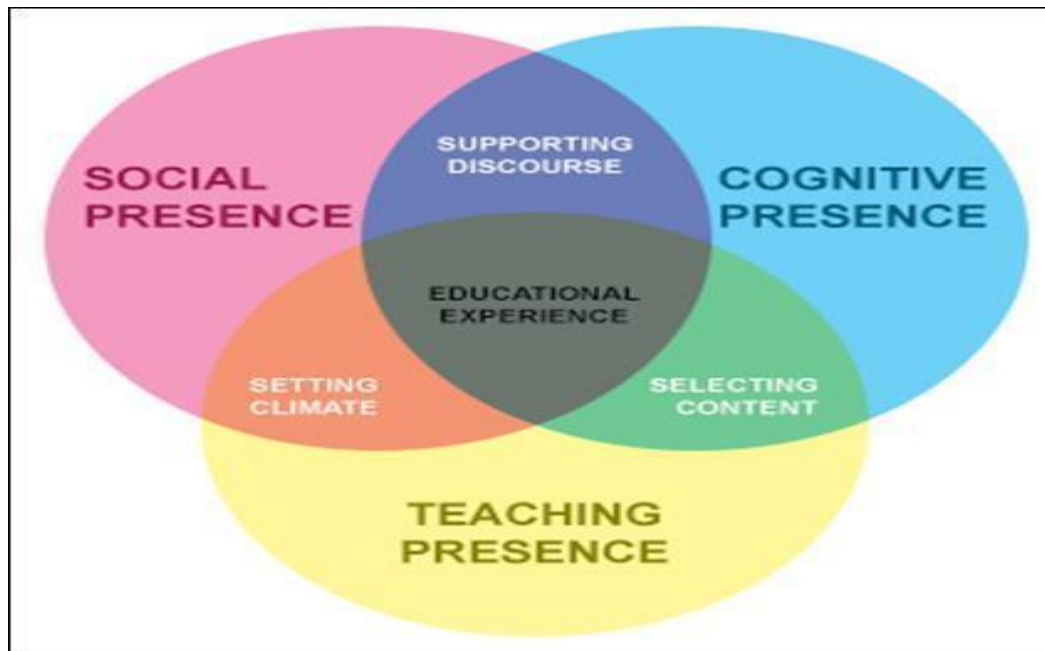 SUPPORTING
DISCOURSE
SOCIAL
PRESENCE
COGNITIVE
PRESENCE
EDUCATIONAL
EXPERIENCE
SETTING
CLIMATE
SELECTING
CONTENT
TEACHING
PRESENCE